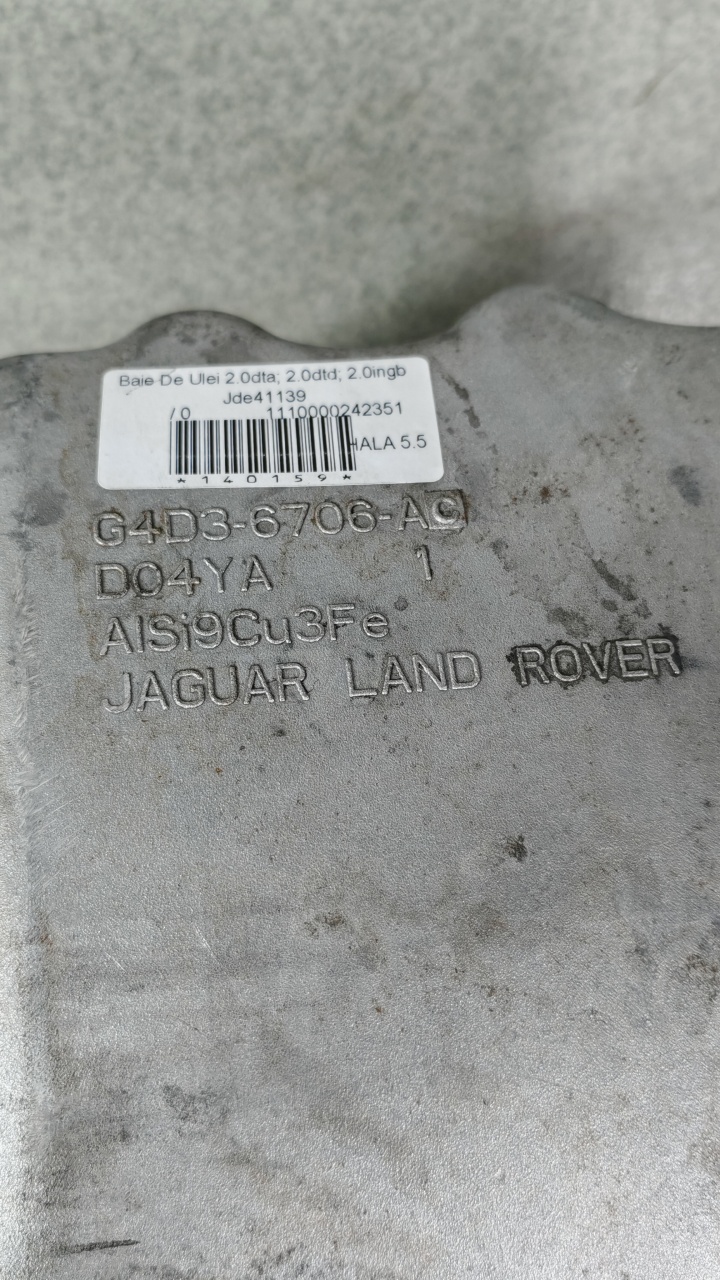 Baie De Ulei 2.0dta; 2.0dtd; 2.0ingb
Jde41139
/ 0 1110000242351
HALA 5.5
*140159*
G4D3-6706-AC
D04YA 1
AlSi9Cu3Fe
JAGUAR LAND ROVER